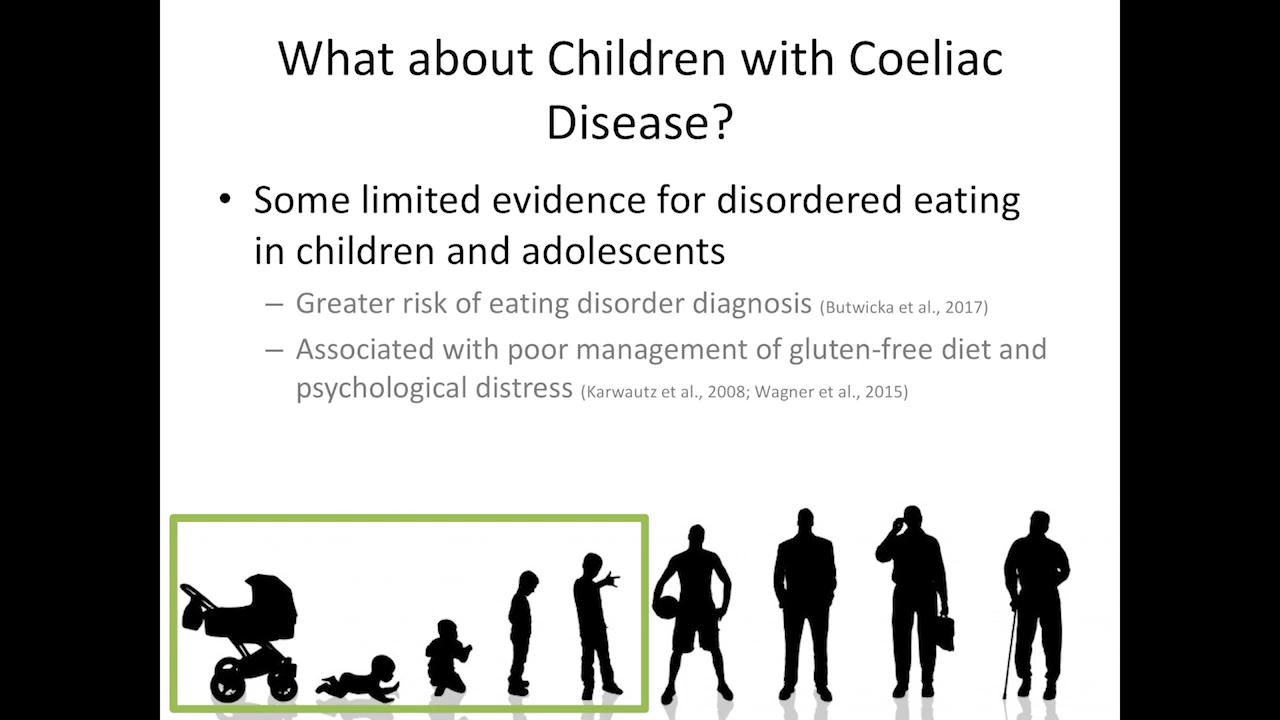 What about Children with Coeliac
Disease?
• Some limited evidence for disordered eating
in children and adolescents
– Greater risk of eating disorder diagnosis (Butwicka et al., 2017)
– Associated with poor management of gluten-free diet and
psychological distress (Karwautz et al., 2008; Wagner et al., 2015)